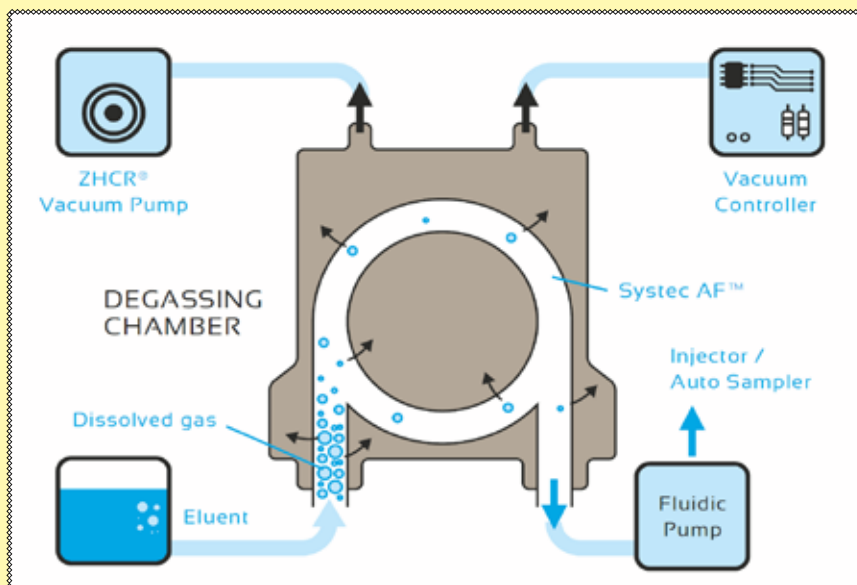 ZHCR®
Vacuum Pump
Vacuum
Controller
DEGASSING
CHAMBER
Systec AF™
Injector /
Auto Sampler
Dissolved gas
Eluent
Fluidic
Pump